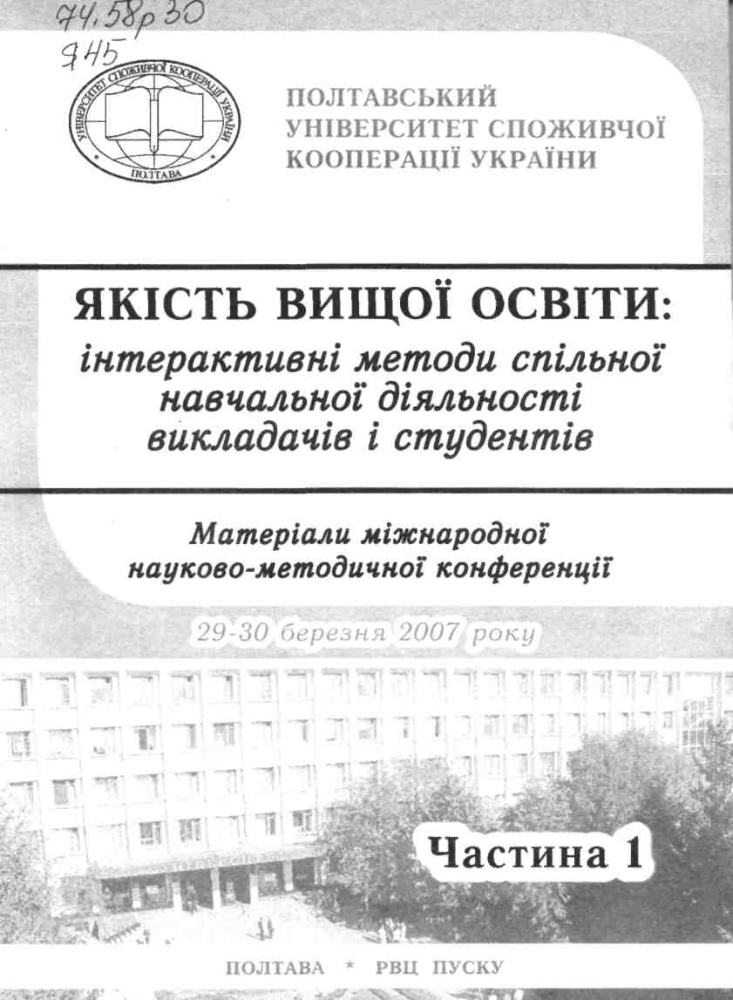 74.58р30
Я45
УНІВЕРСИТЕТ СПОЖИВЧОЇ КООПЕРАЦІЇ УКРАЇНИ
ПОЛТАВА
ПОЛТАВСЬКИЙ
УНІВЕРСИТЕТ СПОЖИВЧОЇ
КООПЕРАЦІЇ УКРАЇНИ
ЯКІСТЬ ВИЩОЇ ОСВІТИ:
інтерактивні методи спільної
навчальної діяльності
викладачів і студентів
Матеріали міжнародної
науково-методичної конференції
29-30 березня 2007 року
Частина 1
ПОЛТАВА * РВЦ ПУСКУ